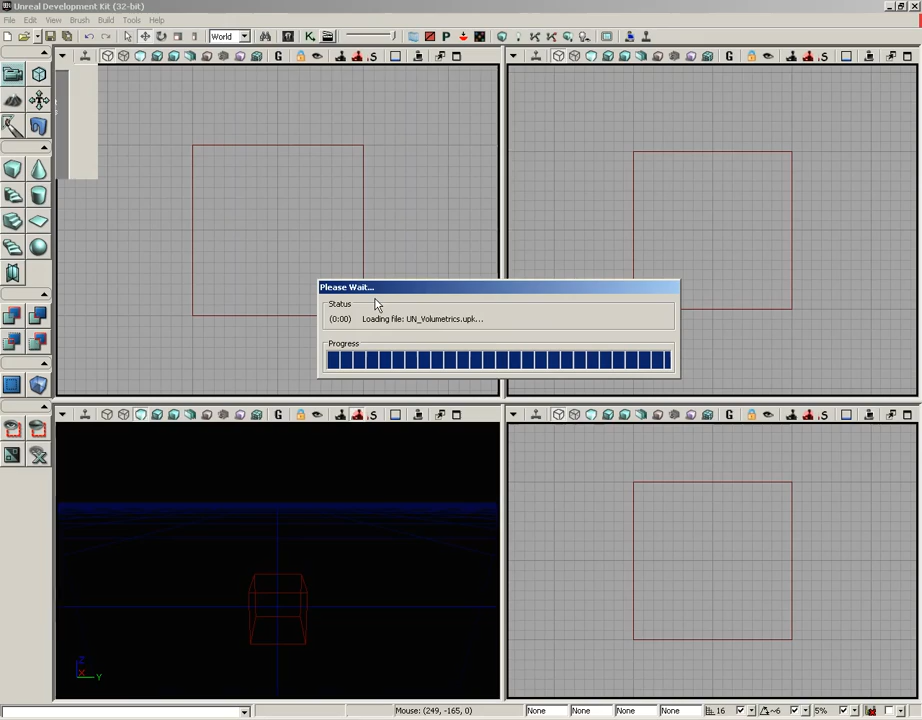 Unreal Development Kit (32-bit)
File Edit View Build Tools Help
World
K
P
S
G S G S
Please Wait...
Status
(0:00) Loading file: UN_Volumetrics.upk...
Progress
G S G S
Z
X
Y
Mouse: (249, -165, 0) None None None None 16 ~6 5%